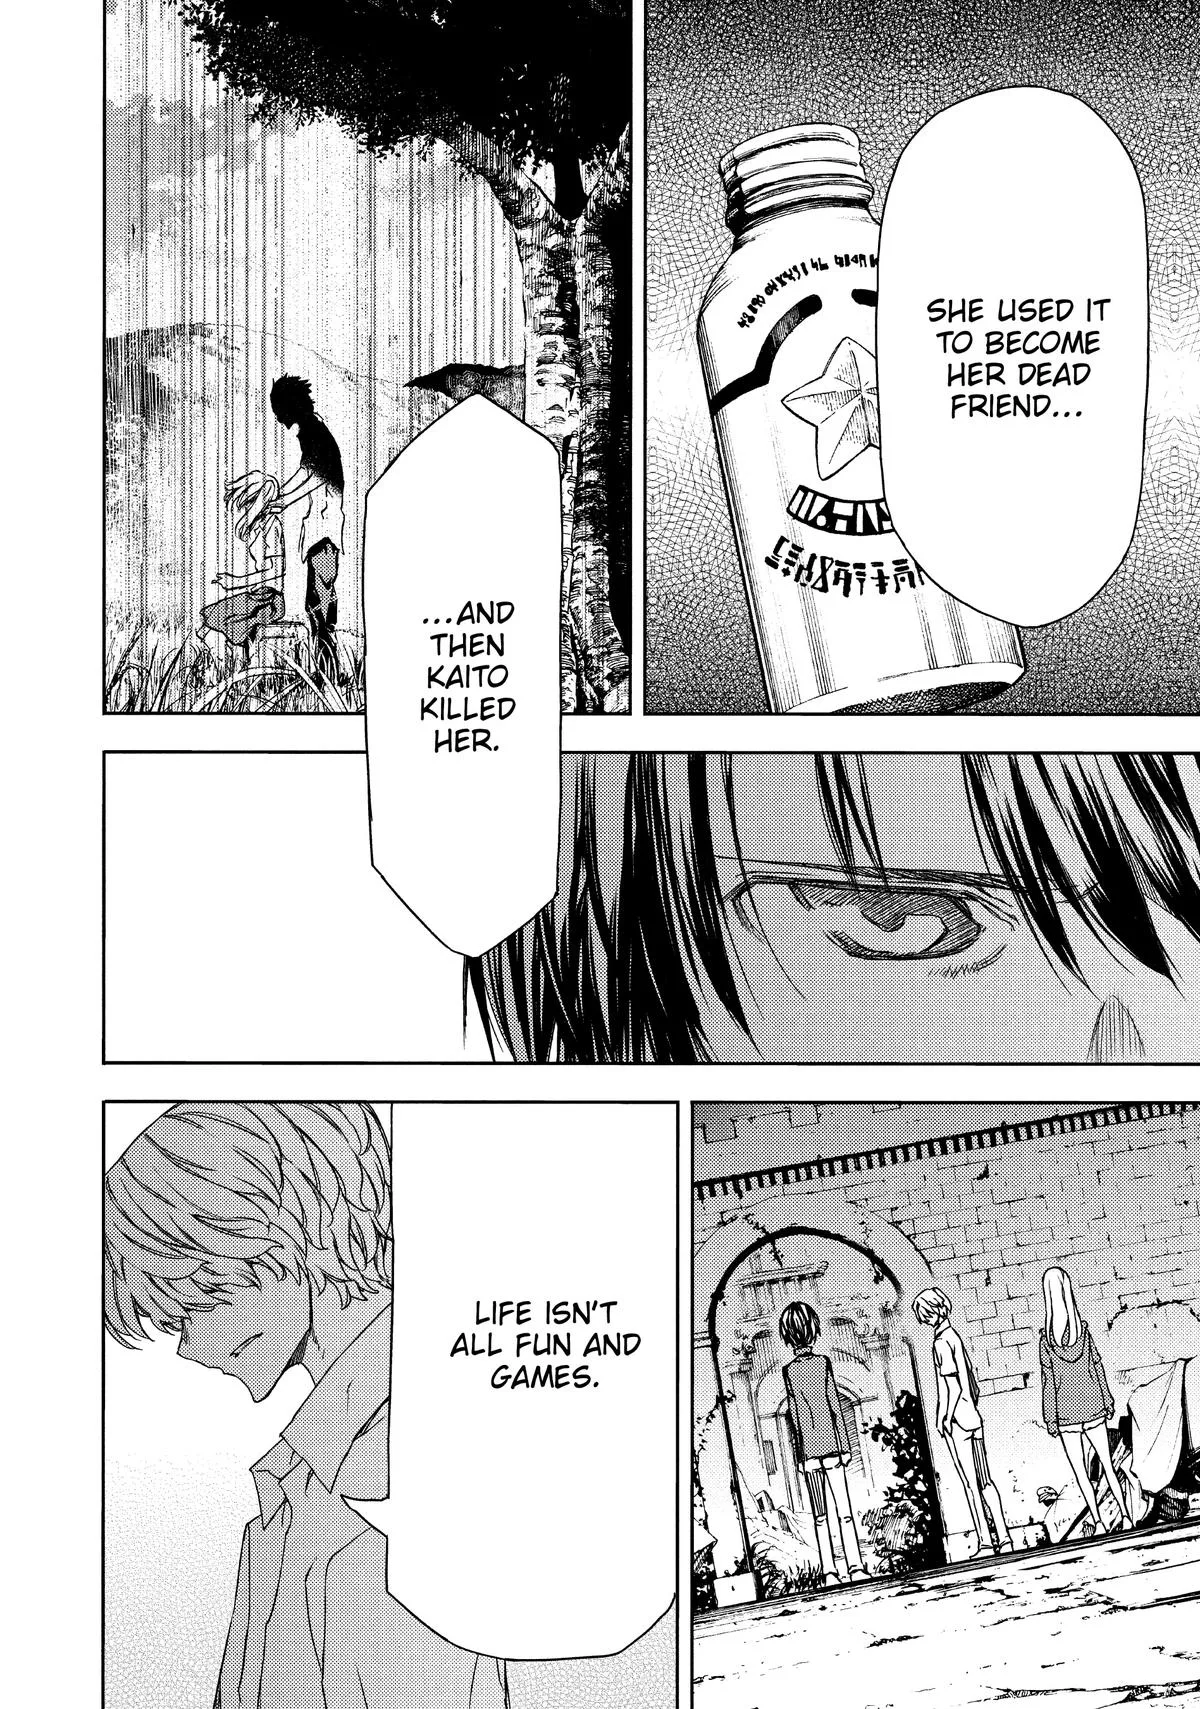 SHE USED IT
TO BECOME
HER DEAD
FRIEND...
...AND
THEN
KAITO
KILLED
HER.
LIFE ISN'T
ALL FUN AND
GAMES.